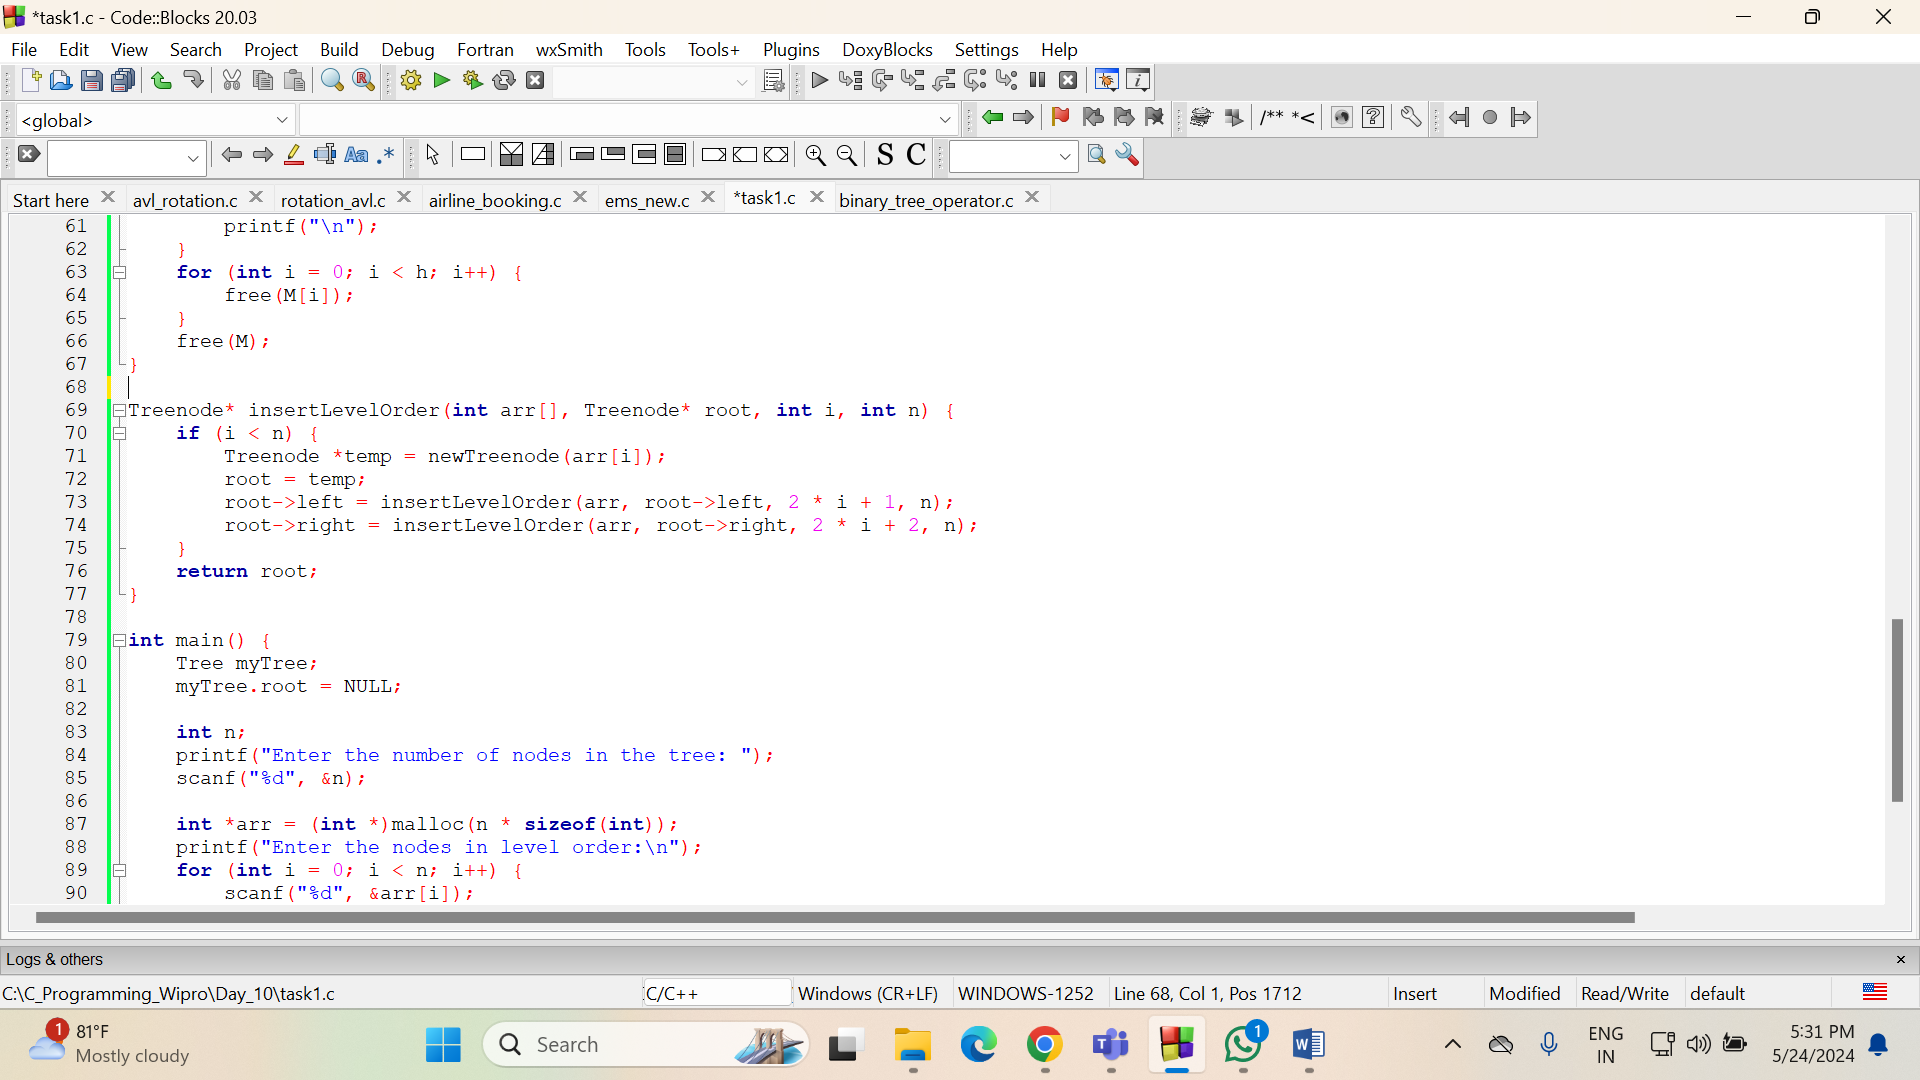 *task1.c - Code::Blocks 20.03
File Edit View Search Project Build Debug Fortran wxSmith Tools Tools+ Plugins DoxyBlocks Settings Help
<global>
/** *<
Aa .* S C
Start here avl_rotation.c rotation_avl.c airline_booking.c ems_new.c *task1.c binary_tree_operator.c
61 printf("\n");
62 }
63 for (int i = 0; i < h; i++) {
64 free(M[i]);
65 }
66 free(M);
67 }
68
69 Treenode* insertLevelOrder(int arr[], Treenode* root, int i, int n) {
70 if (i < n) {
71 Treenode *temp = newTreenode(arr[i]);
72 root = temp;
73 root->left = insertLevelOrder(arr, root->left, 2 * i + 1, n);
74 root->right = insertLevelOrder(arr, root->right, 2 * i + 2, n);
75 }
76 return root;
77 }
78
79 int main() {
80 Tree myTree;
81 myTree.root = NULL;
82
83 int n;
84 printf("Enter the number of nodes in the tree: ");
85 scanf("%d", &n);
86
87 int *arr = (int *)malloc(n * sizeof(int));
88 printf("Enter the nodes in level order:\n");
89 for (int i = 0; i < n; i++) {
90 scanf("%d", &arr[i]);
Logs & others
C:\C_Programming_Wipro\Day_10\task1.c C/C++ Windows (CR+LF) WINDOWS-1252 Line 68, Col 1, Pos 1712 Insert Modified Read/Write default
1 81°F
Mostly cloudy
Search
1
ENG
IN
5:31 PM
5/24/2024